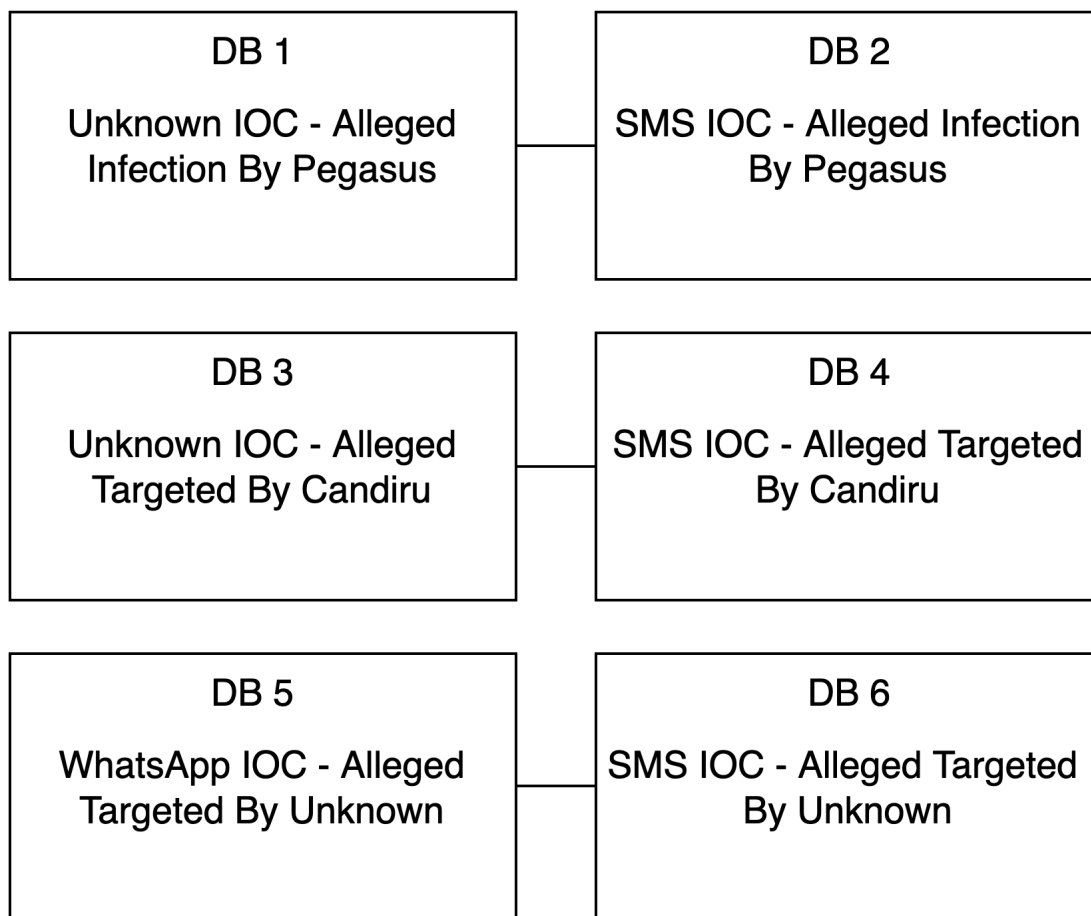 DB 1
Unknown IOC - Alleged
Infection By Pegasus
DB 2
SMS IOC - Alleged Infection
By Pegasus
DB 3
Unknown IOC - Alleged
Targeted By Candiru
DB 4
SMS IOC - Alleged Targeted
By Candiru
DB 5
WhatsApp IOC - Alleged
Targeted By Unknown
DB 6
SMS IOC - Alleged Targeted
By Unknown